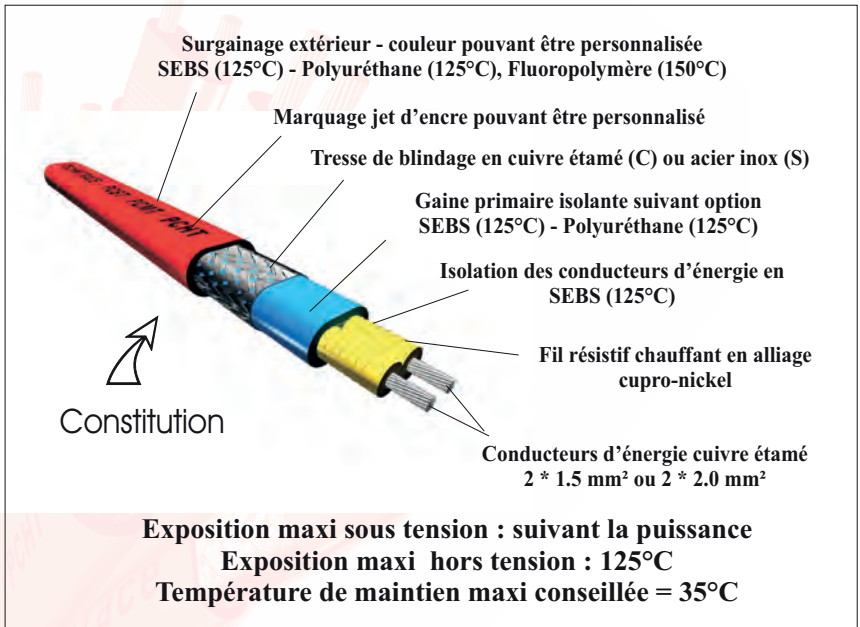 Surgainage extérieur - couleur pouvant être personnalisée
SEBS (125°C) - Polyuréthane (125°C), Fluoropolymère (150°C)
Marquage jet d'encre pouvant être personnalisé
Tresse de blindage en cuivre étamé (C) ou acier inox (S)
Gaine primaire isolante suivant option
SEBS (125°C) - Polyuréthane (125°C)
Isolation des conducteurs d'énergie en
SEBS (125°C)
Fil résistif chauffant en alliage
cupro-nickel
Conducteurs d'énergie cuivre étamé
2 * 1.5 mm² ou 2 * 2.0 mm²
PCMT PCHT
Constitution
Exposition maxi sous tension : suivant la puissance
Exposition maxi hors tension : 125°C
Température de maintien maxi conseillée = 35°C